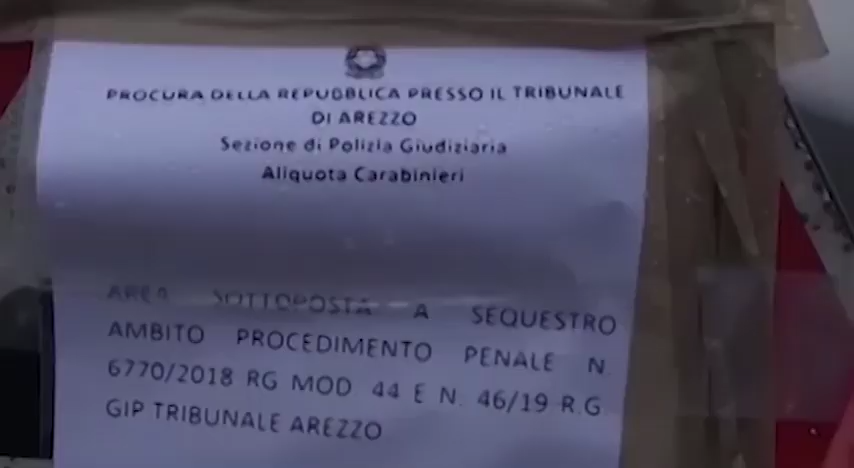 PROCURA DELLA REPUBBLICA PRESSO IL TRIBUNALE
DI AREZZO
Sezione di Polizia Giudiziaria
Aliquota Carabinieri
AREA SOTTOPOSTA A SEQUESTRO
AMBITO PROCEDIMENTO PENALE N.
6770/2018 RG MOD. 44 E N. 46/19 R.G.
GIP TRIBUNALE AREZZO